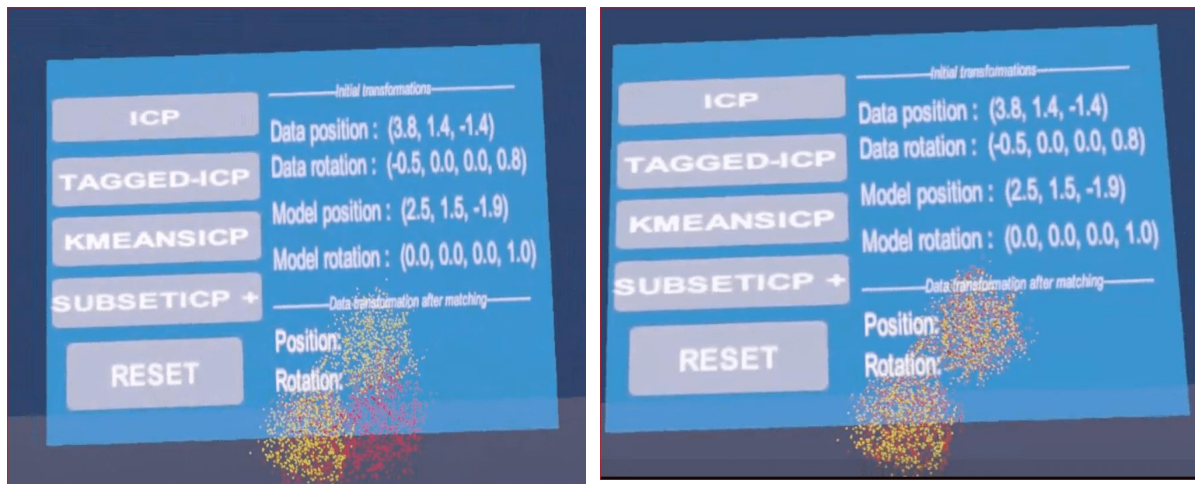 ICP
TAGGED-ICP
KMEANSICP
SUBSETICP +
RESET
Initial transformations
Data position : (3.8, 1.4, -1.4)
Data rotation : (-0.5, 0.0, 0.0, 0.8)
Model position : (2.5, 1.5, -1.9)
Model rotation : (0.0, 0.0, 0.0, 1.0)
Data transformation after matching
Position:
Rotation:
ICP
TAGGED-ICP
KMEANSICP
SUBSETICP +
RESET
Initial transformations
Data position : (3.8, 1.4, -1.4)
Data rotation : (-0.5, 0.0, 0.0, 0.8)
Model position : (2.5, 1.5, -1.9)
Model rotation : (0.0, 0.0, 0.0, 1.0)
Data transformation after matching
Position:
Rotation: